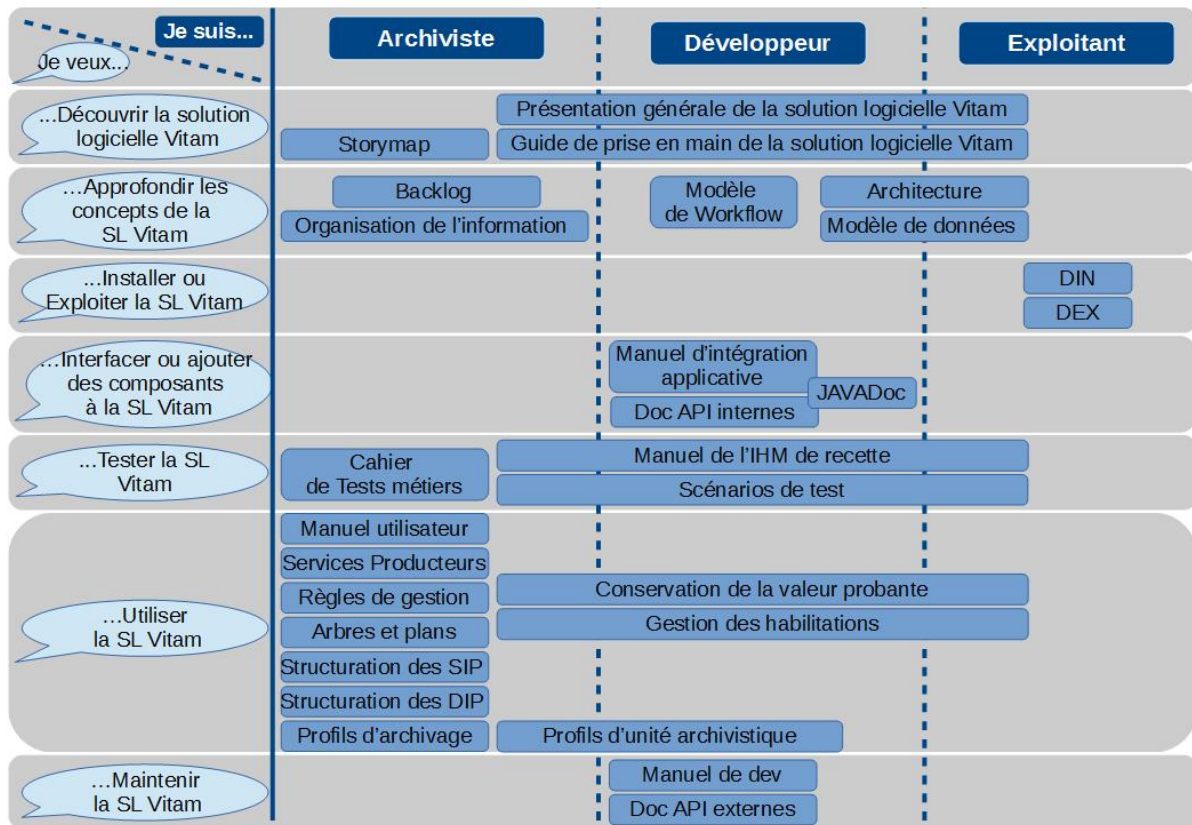 Je suis...
Je veux...
Archiviste
Développeur
Exploitant
...Découvrir la solution
logicielle Vitam
Présentation générale de la solution logicielle Vitam
Storymap
Guide de prise en main de la solution logicielle Vitam
…Approfondir les
concepts de la
SL Vitam
Backlog
Organisation de l’information
Modèle
de Workflow
Architecture
Modèle de données
...Installer ou
Exploiter la SL Vitam
DIN
DEX
...Interfacer ou ajouter
des composants
à la SL Vitam
Manuel d’intégration
applicative
JAVADoc
Doc API internes
...Tester la SL
Vitam
Cahier
de Tests métiers
Manuel de l’IHM de recette
Scénarios de test
…Utiliser
la SL Vitam
Manuel utilisateur
Services Producteurs
Règles de gestion
Arbres et plans
Structuration des SIP
Structuration des DIP
Profils d’archivage
Conservation de la valeur probante
Gestion des habilitations
Profils d’unité archivistique
…Maintenir
la SL Vitam
Manuel de dev
Doc API externes